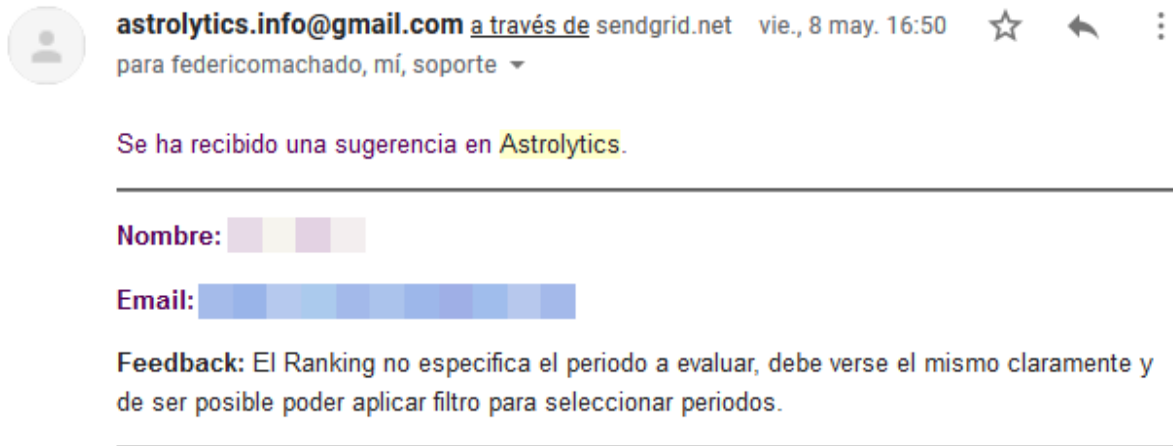 astrolytics.info@gmail.com a través de sendgrid.net vie., 8 may. 16:50
para federicomachado, mí, soporte
Se ha recibido una sugerencia en Astrolytics.
Nombre:
Email:
Feedback: El Ranking no especifica el periodo a evaluar, debe verse el mismo claramente y
de ser posible poder aplicar filtro para seleccionar periodos.